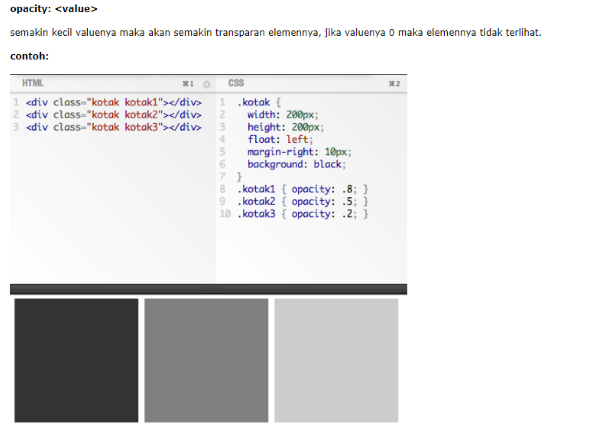 opacity: <value>
semakin kecil valuenya maka akan semakin transparan elemennya, jika valuenya 0 maka elemennya tidak terlihat.
contoh:
HTML ⌘1
1 <div class="kotak kotak1"></div>
2 <div class="kotak kotak2"></div>
3 <div class="kotak kotak3"></div>
CSS ⌘2
1 .kotak {
2 width: 200px;
3 height: 200px;
4 float: left;
5 margin-right: 10px;
6 background: black;
7 }
8 .kotak1 { opacity: .8; }
9 .kotak2 { opacity: .5; }
10 .kotak3 { opacity: .2; }